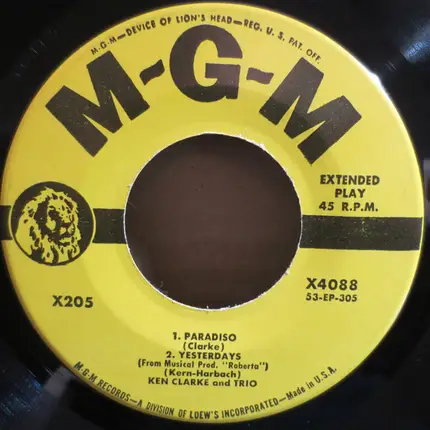 M-G-M—DEVICE OF LION'S HEAD—REG. U.S. PAT. OFF.
M-G-M
EXTENDED
PLAY
45 R.P.M.
X205
X4088
53-EP-305
1. PARADISO
(Clarke)
2. YESTERDAYS
(From Musical Prod. "Roberta")
(Kern-Harbach)
KEN CLARKE and TRIO
M-G-M RECORDS—A DIVISION OF LOEW'S INCORPORATED—Made in U.S.A.